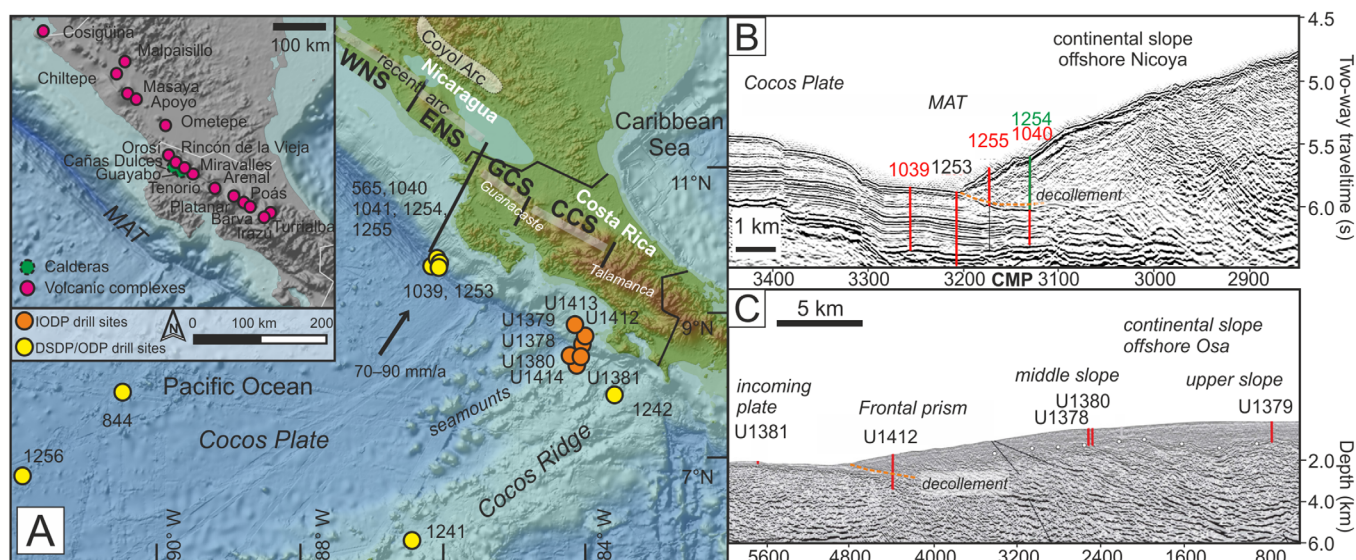 Cosigüina
100 km
Malpaisillo
Chiltepe
Masaya
Apoyo
Ometepe
Orosi
Rincón de la Vieja
Cañas Dulces
Miravalles
Guayabo
Arenal
Tenorio
Poás
Platanar
Barva
Turrialba
Irazú
MAT
Calderas
Volcanic complexes
IODP drill sites
N
0 100 km 200
DSDP/ODP drill sites
Coyol Arc
WNS
recent arc
Nicaragua
ENS
Caribbean
Sea
GCS
Guanacaste
CCS
Costa Rica
Talamanca
11°N
565,1040
1041, 1254,
1255
1039, 1253
U1413
U1379
U1412
U1378
U1380
U1414
U1381
9°N
70–90 mm/a
Pacific Ocean
844
seamounts
1242
Cocos Plate
Cocos Ridge
1256
7°N
1241
A
90° W
88° W
84° W
B
continental slope
offshore Nicoya
Cocos Plate
MAT
1254
1255
1040
1039
1253
decollement
1 km
3400
3300
3200
CMP
3100
3000
2900
4.5
5.0
5.5
6.0
Two-way traveltime (s)
C
5 km
continental slope
offshore Osa
incoming
plate
U1381
Frontal prism
U1412
middle slope
U1380
U1378
upper slope
U1379
decollement
2.0
4.0
6.0
Depth (km)
5600
4800
4000
3200
2400
1600
800